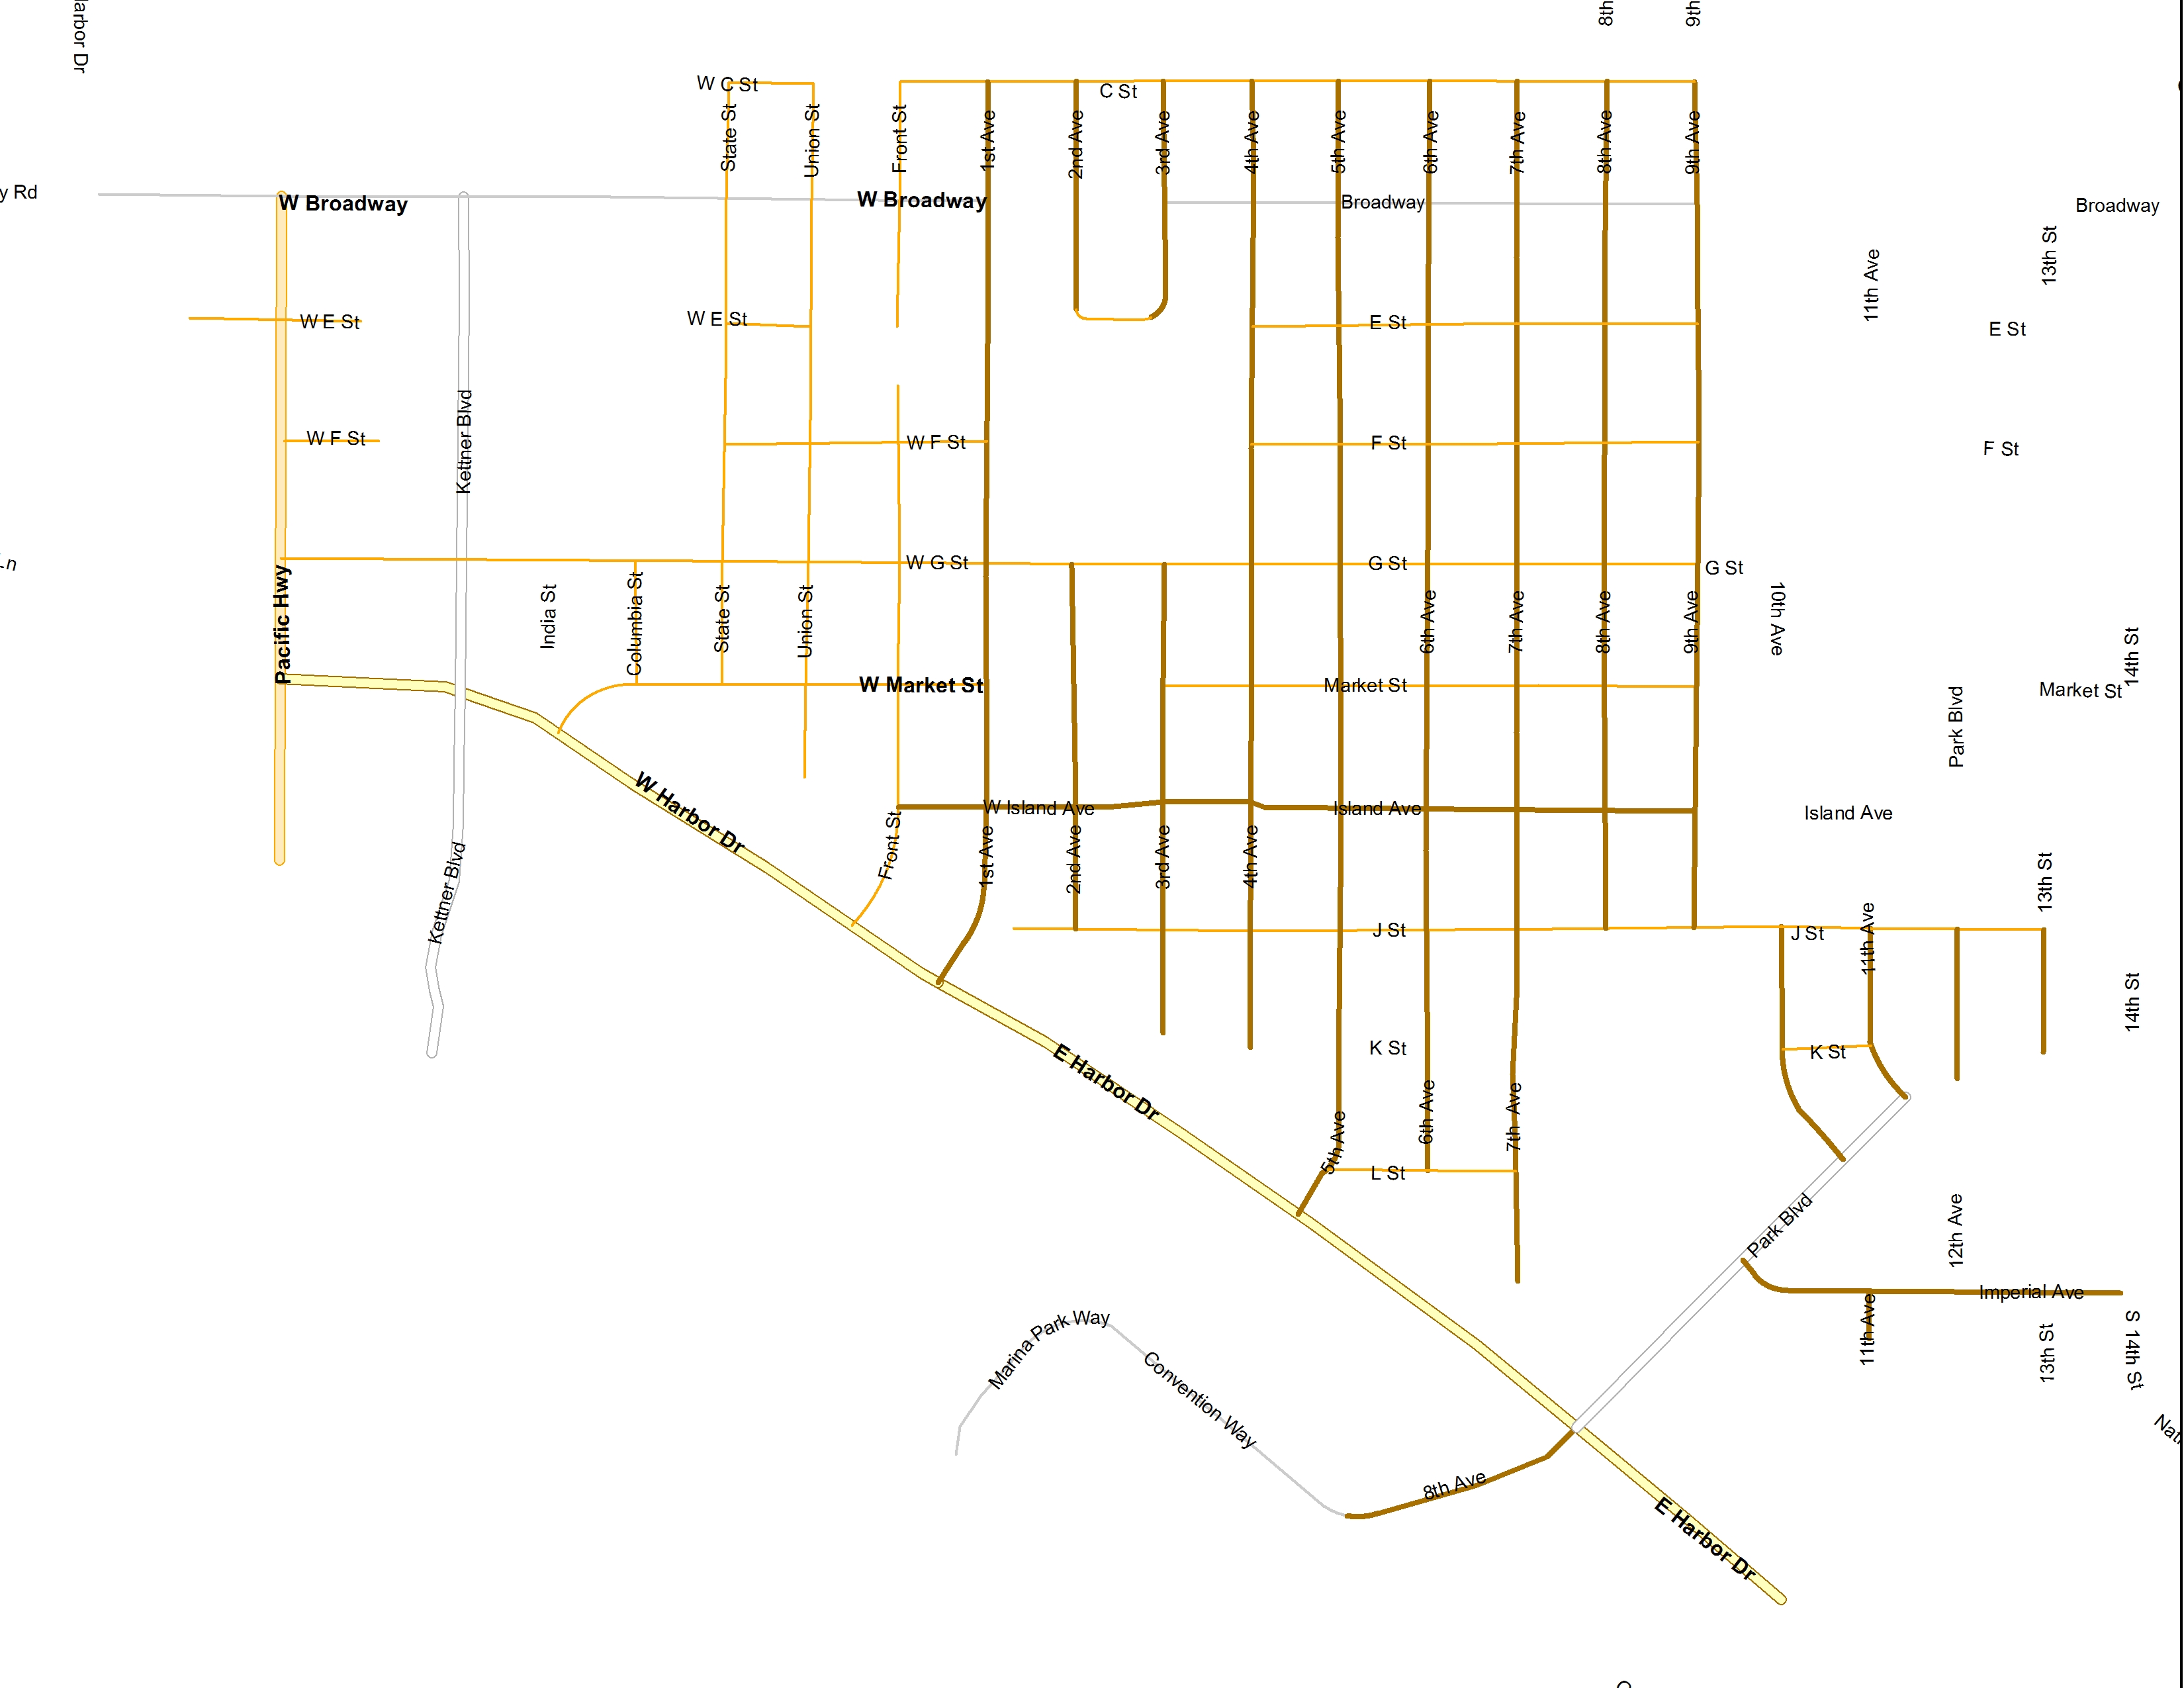 8th
9th
arbor Dr
W C St
C St
State St
Union St
Front St
1st Ave
2nd Ave
3rd Ave
4th Ave
5th Ave
6th Ave
7th Ave
8th Ave
9th Ave
y Rd
W Broadway
W Broadway
Broadway
Broadway
13th St
11th Ave
W E St
W E St
E St
E St
Kettner Blvd
W F St
W F St
F St
F St
Ln
W G St
G St
G St
Pacific Hwy
India St
Columbia St
State St
Union St
6th Ave
7th Ave
8th Ave
9th Ave
10th Ave
14th St
W Market St
Market St
Market St
Park Blvd
W Harbor Dr
W Island Ave
Island Ave
Island Ave
Kettner Blvd
Front St
1st Ave
2nd Ave
3rd Ave
4th Ave
13th St
J St
J St
11th Ave
14th St
E Harbor Dr
K St
K St
5th Ave
6th Ave
7th Ave
L St
Park Blvd
12th Ave
Imperial Ave
Marina Park Way
Convention Way
11th Ave
13th St
S 14th St
8th Ave
E Harbor Dr